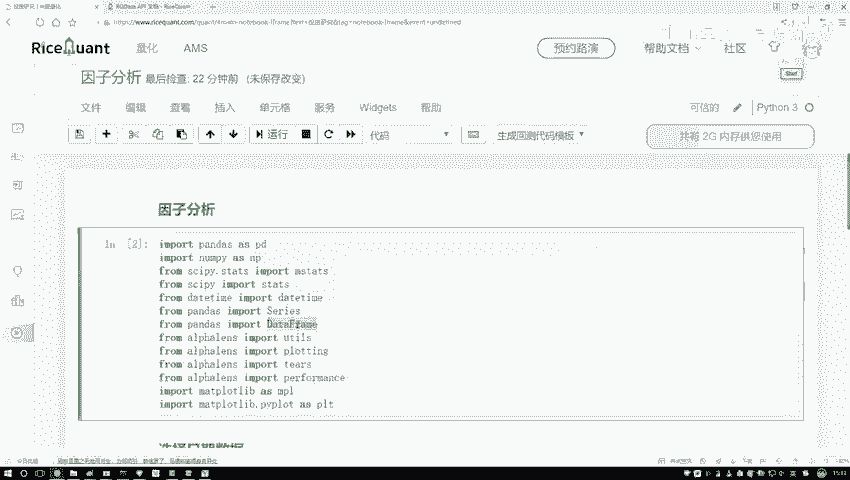 RiceQuant 量化 AMS 预约路演 帮助文档 社区
因子分析 最后检查: 22 分钟前 (未保存改变)
文件 编辑 查看 插入 单元格 服务 Widgets 帮助 可信的 Python 3
运行 代码 生成回测代码模板 共有 2G 内存供您使用
因子分析
In [2]: import pandas as pd
import numpy as np
from scipy.stats import mstats
from scipy import stats
from datetime import datetime
from pandas import Series
from pandas import DataFrame
from alphalens import utils
from alphalens import plotting
from alphalens import tears
from alphalens import performance
import matplotlib as mpl
import matplotlib.pyplot as plt